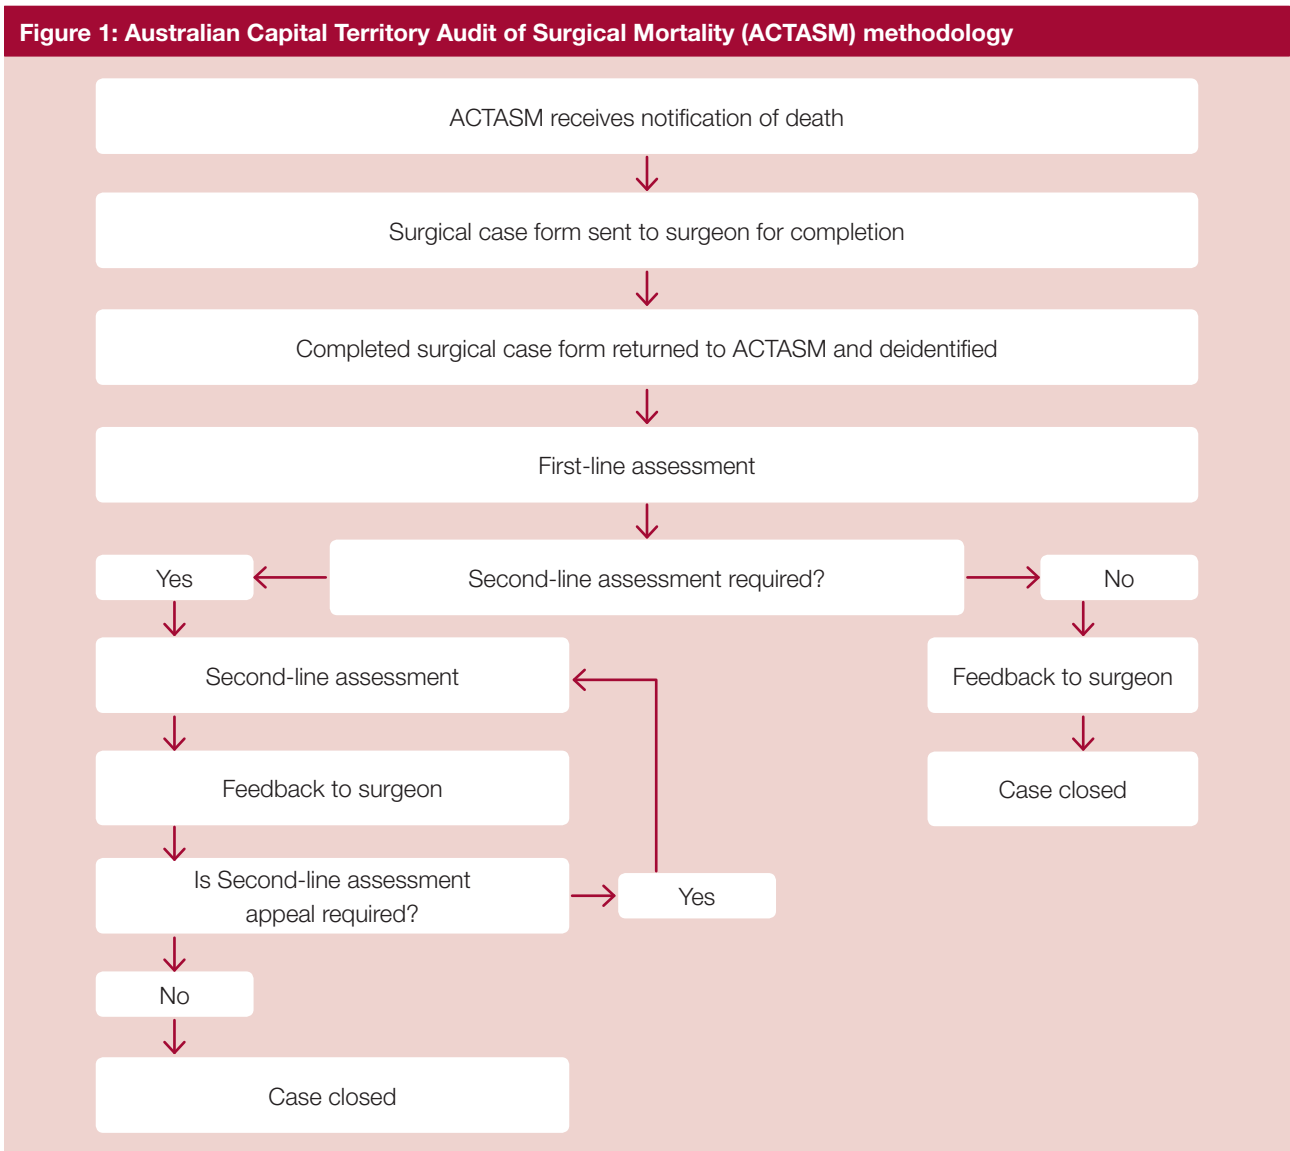 Figure 1: Australian Capital Territory Audit of Surgical Mortality (ACTASM) methodology
ACTASM receives notification of death
Surgical case form sent to surgeon for completion
Completed surgical case form returned to ACTASM and deidentified
First-line assessment
Yes
Second-line assessment required?
No
Second-line assessment
Feedback to surgeon
Feedback to surgeon
Case closed
Is Second-line assessment
appeal required?
Yes
No
Case closed